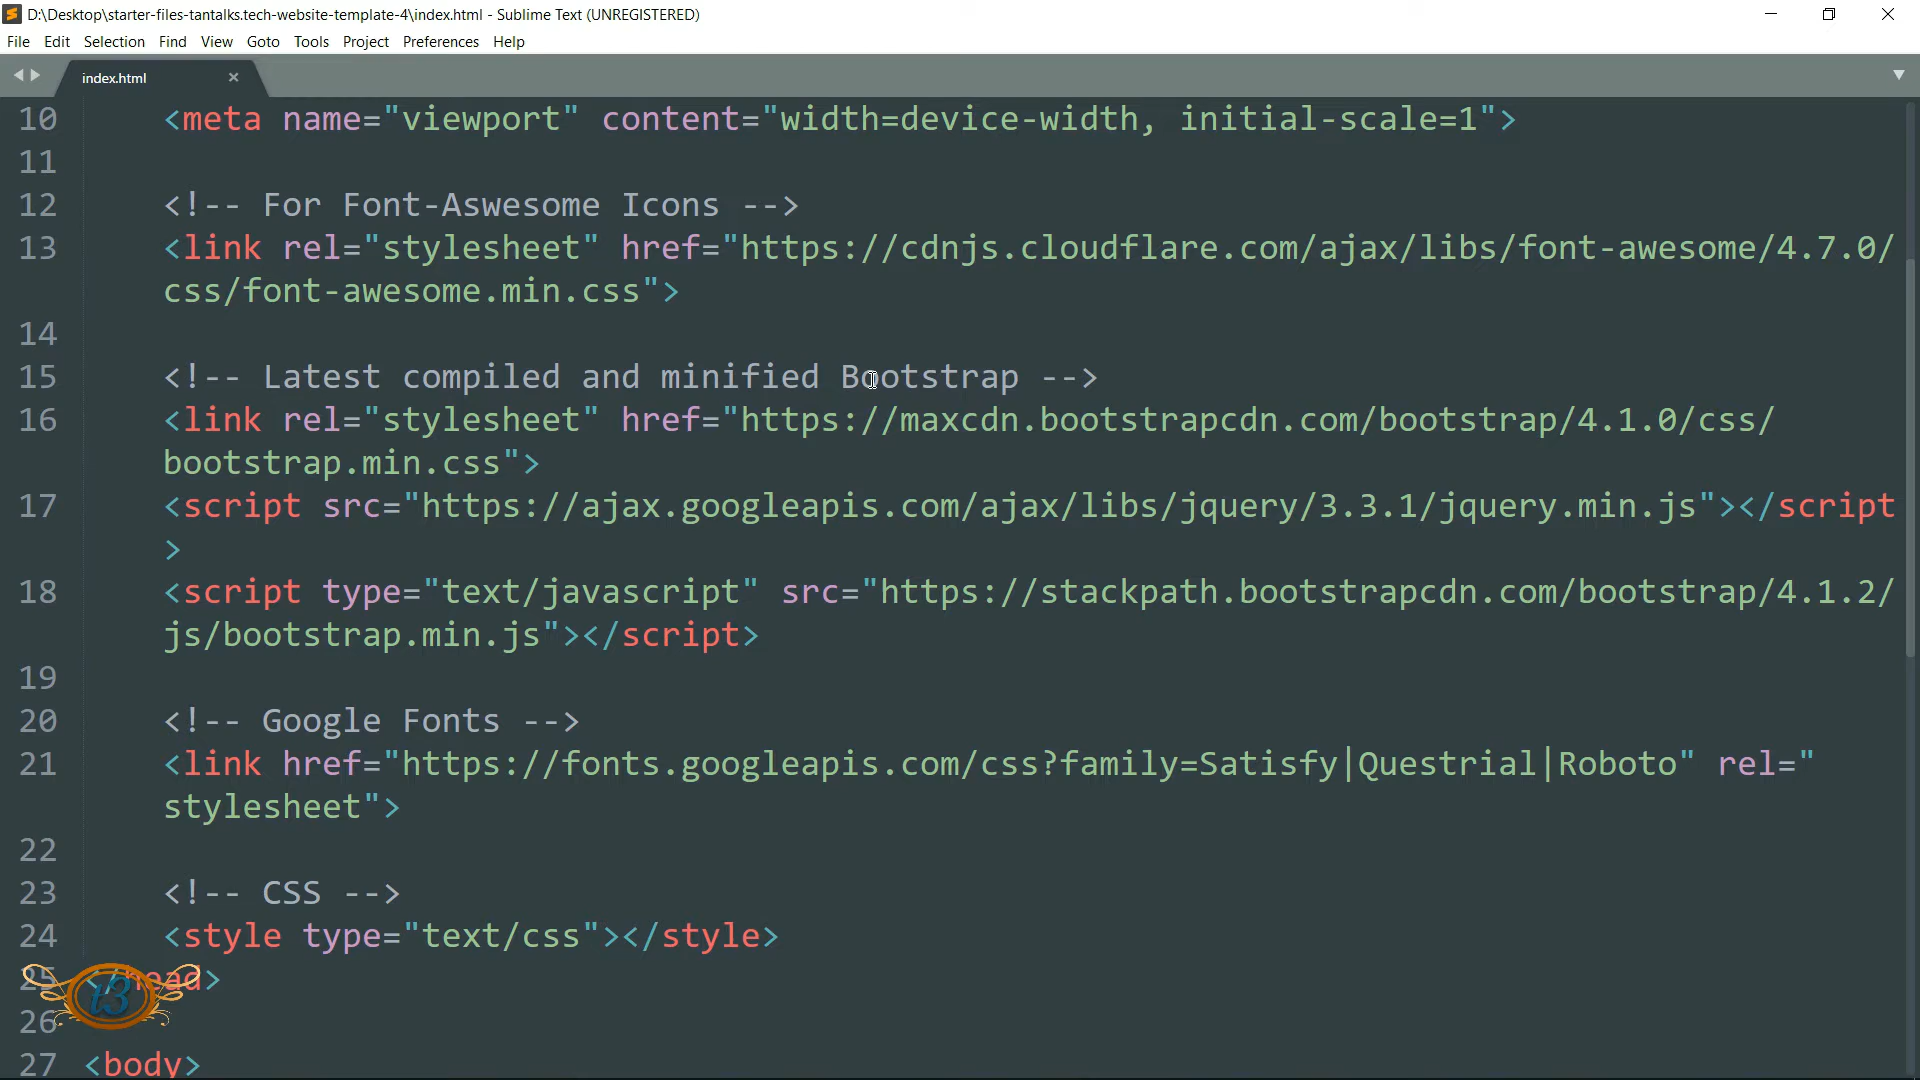 D:\Desktop\starter-files-tantalks.tech-website-template-4\index.html - Sublime Text (UNREGISTERED)
File Edit Selection Find View Goto Tools Project Preferences Help
index.html
10 <meta name="viewport" content="width=device-width, initial-scale=1">
11
12 <!-- For Font-Aswesome Icons -->
13 <link rel="stylesheet" href="https://cdnjs.cloudflare.com/ajax/libs/font-awesome/4.7.0/
css/font-awesome.min.css">
14
15 <!-- Latest compiled and minified Bootstrap -->
16 <link rel="stylesheet" href="https://maxcdn.bootstrapcdn.com/bootstrap/4.1.0/css/
bootstrap.min.css">
17 <script src="https://ajax.googleapis.com/ajax/libs/jquery/3.3.1/jquery.min.js"></script
>
18 <script type="text/javascript" src="https://stackpath.bootstrapcdn.com/bootstrap/4.1.2/
js/bootstrap.min.js"></script>
19
20 <!-- Google Fonts -->
21 <link href="https://fonts.googleapis.com/css?family=Satisfy|Questrial|Roboto" rel="
stylesheet">
22
23 <!-- CSS -->
24 <style type="text/css"></style>
25 </head>
t3
26
27 <body>